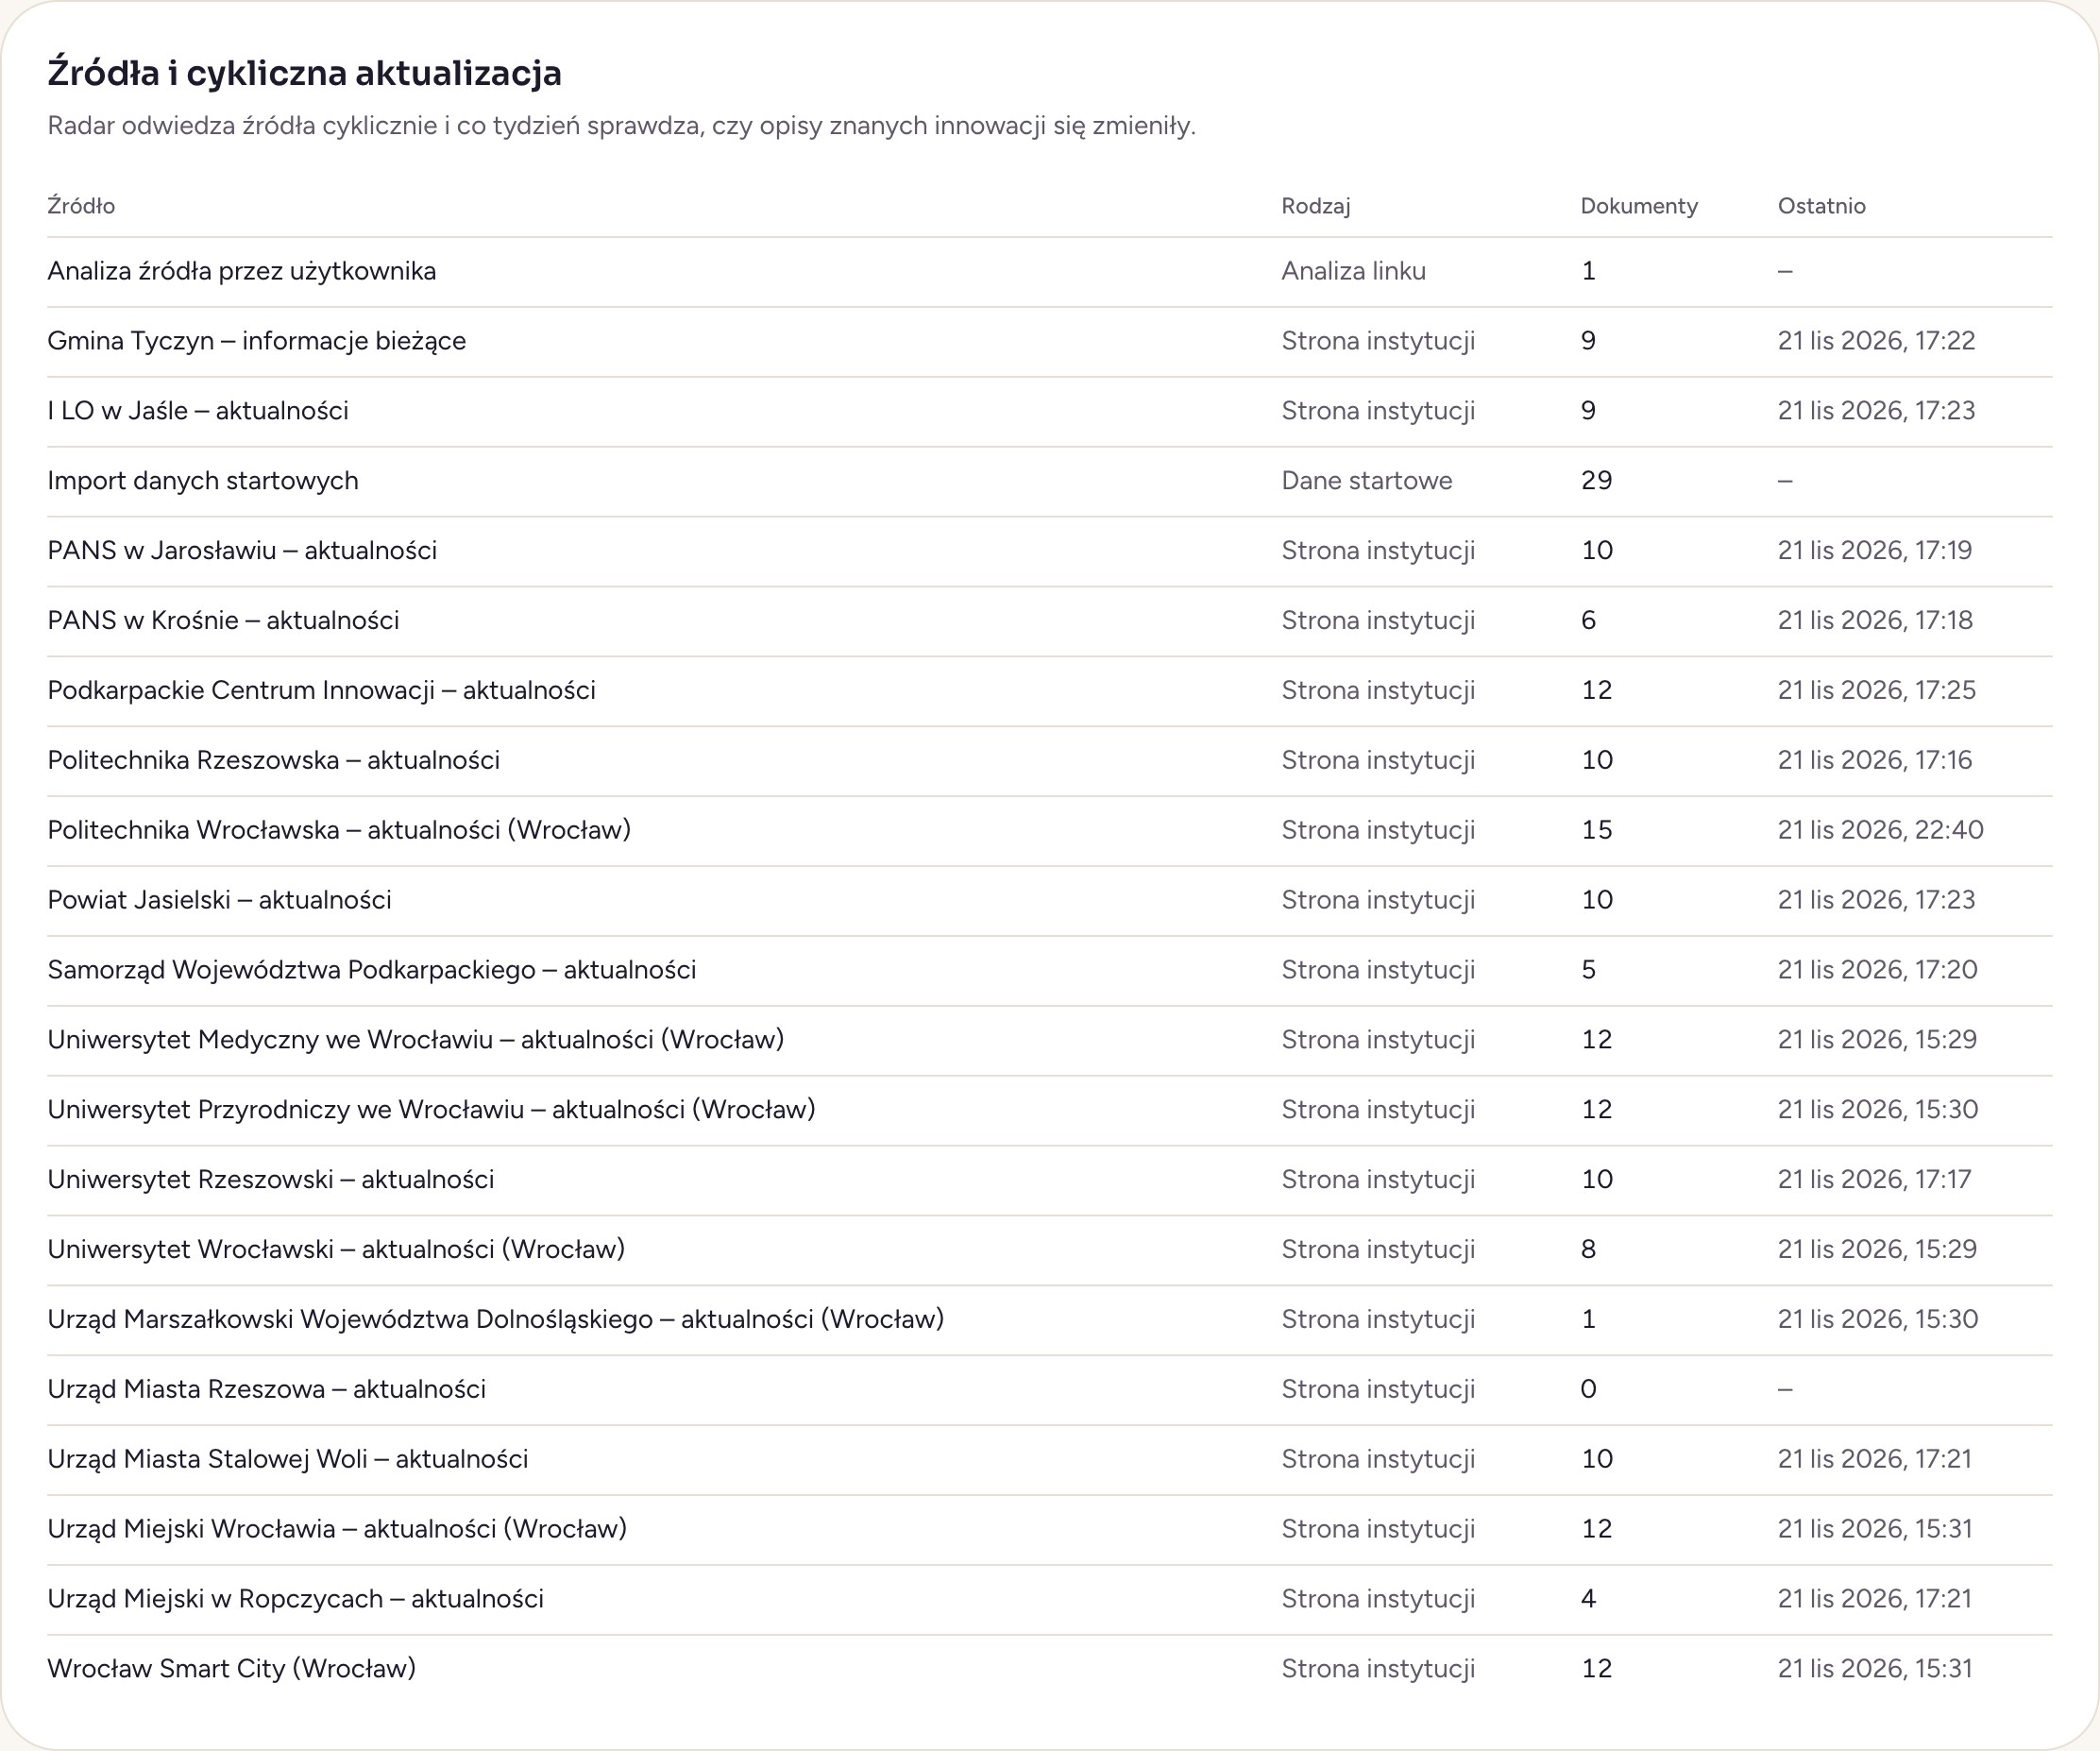 Źródła i cykliczna aktualizacja
Radar odwiedza źródła cyklicznie i co tydzień sprawdza, czy opisy znanych innowacji się zmieniły.
Źródło Rodzaj Dokumenty Ostatnio
Analiza źródła przez użytkownika Analiza linku 1 –
Gmina Tyczyn – informacje bieżące Strona instytucji 9 21 lis 2026, 17:22
I LO w Jaśle – aktualności Strona instytucji 9 21 lis 2026, 17:23
Import danych startowych Dane startowe 29 –
PANS w Jarosławiu – aktualności Strona instytucji 10 21 lis 2026, 17:19
PANS w Krośnie – aktualności Strona instytucji 6 21 lis 2026, 17:18
Podkarpackie Centrum Innowacji – aktualności Strona instytucji 12 21 lis 2026, 17:25
Politechnika Rzeszowska – aktualności Strona instytucji 10 21 lis 2026, 17:16
Politechnika Wrocławska – aktualności (Wrocław) Strona instytucji 15 21 lis 2026, 22:40
Powiat Jasielski – aktualności Strona instytucji 10 21 lis 2026, 17:23
Samorząd Województwa Podkarpackiego – aktualności Strona instytucji 5 21 lis 2026, 17:20
Uniwersytet Medyczny we Wrocławiu – aktualności (Wrocław) Strona instytucji 12 21 lis 2026, 15:29
Uniwersytet Przyrodniczy we Wrocławiu – aktualności (Wrocław) Strona instytucji 12 21 lis 2026, 15:30
Uniwersytet Rzeszowski – aktualności Strona instytucji 10 21 lis 2026, 17:17
Uniwersytet Wrocławski – aktualności (Wrocław) Strona instytucji 8 21 lis 2026, 15:29
Urząd Marszałkowski Województwa Dolnośląskiego – aktualności (Wrocław) Strona instytucji 1 21 lis 2026, 15:30
Urząd Miasta Rzeszowa – aktualności Strona instytucji 0 –
Urząd Miasta Stalowej Woli – aktualności Strona instytucji 10 21 lis 2026, 17:21
Urząd Miejski Wrocławia – aktualności (Wrocław) Strona instytucji 12 21 lis 2026, 15:31
Urząd Miejski w Ropczycach – aktualności Strona instytucji 4 21 lis 2026, 17:21
Wrocław Smart City (Wrocław) Strona instytucji 12 21 lis 2026, 15:31